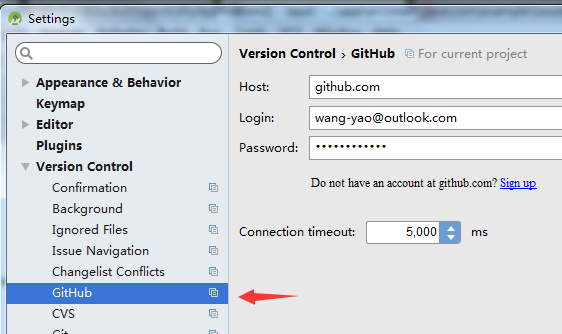 Settings
Appearance & Behavior
Keymap
Editor
Plugins
Version Control
Confirmation
Background
Ignored Files
Issue Navigation
Changelist Conflicts
GitHub
CVS
Version Control › GitHub For current project
Host: github.com
Login: wang-yao@outlook.com
Password: ••••••••••••
Do not have an account at github.com? Sign up
Connection timeout: 5,000 ms